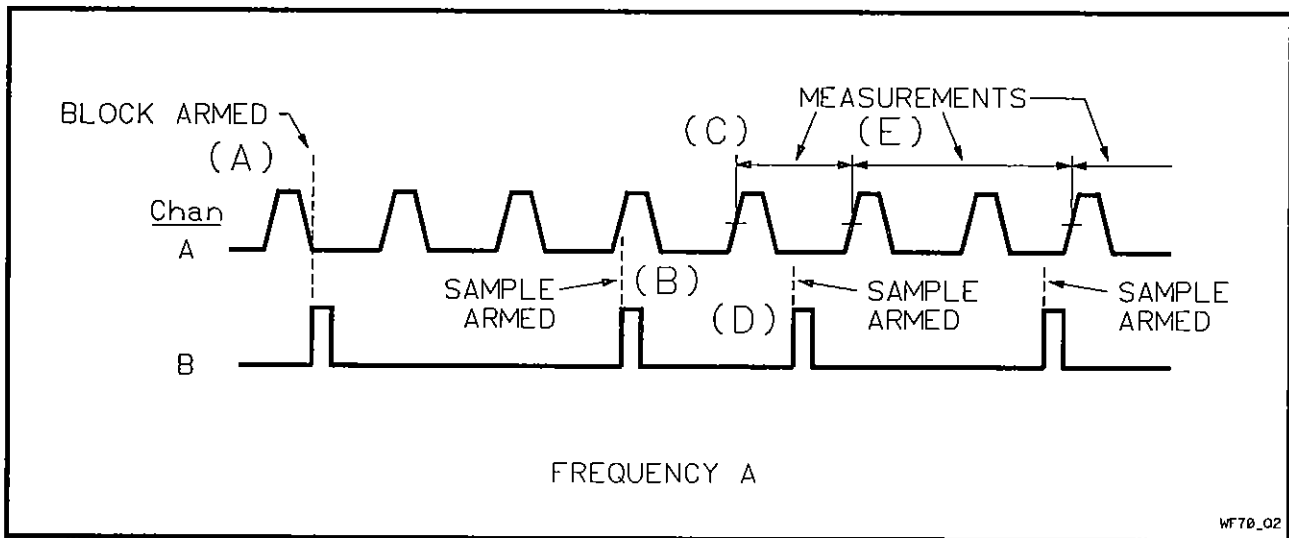 BLOCK ARMED
(A)
MEASUREMENTS
(C)
(E)
Chan
A
SAMPLE
ARMED
(B)
(D)
SAMPLE
ARMED
SAMPLE
ARMED
B
FREQUENCY A
WF70_02